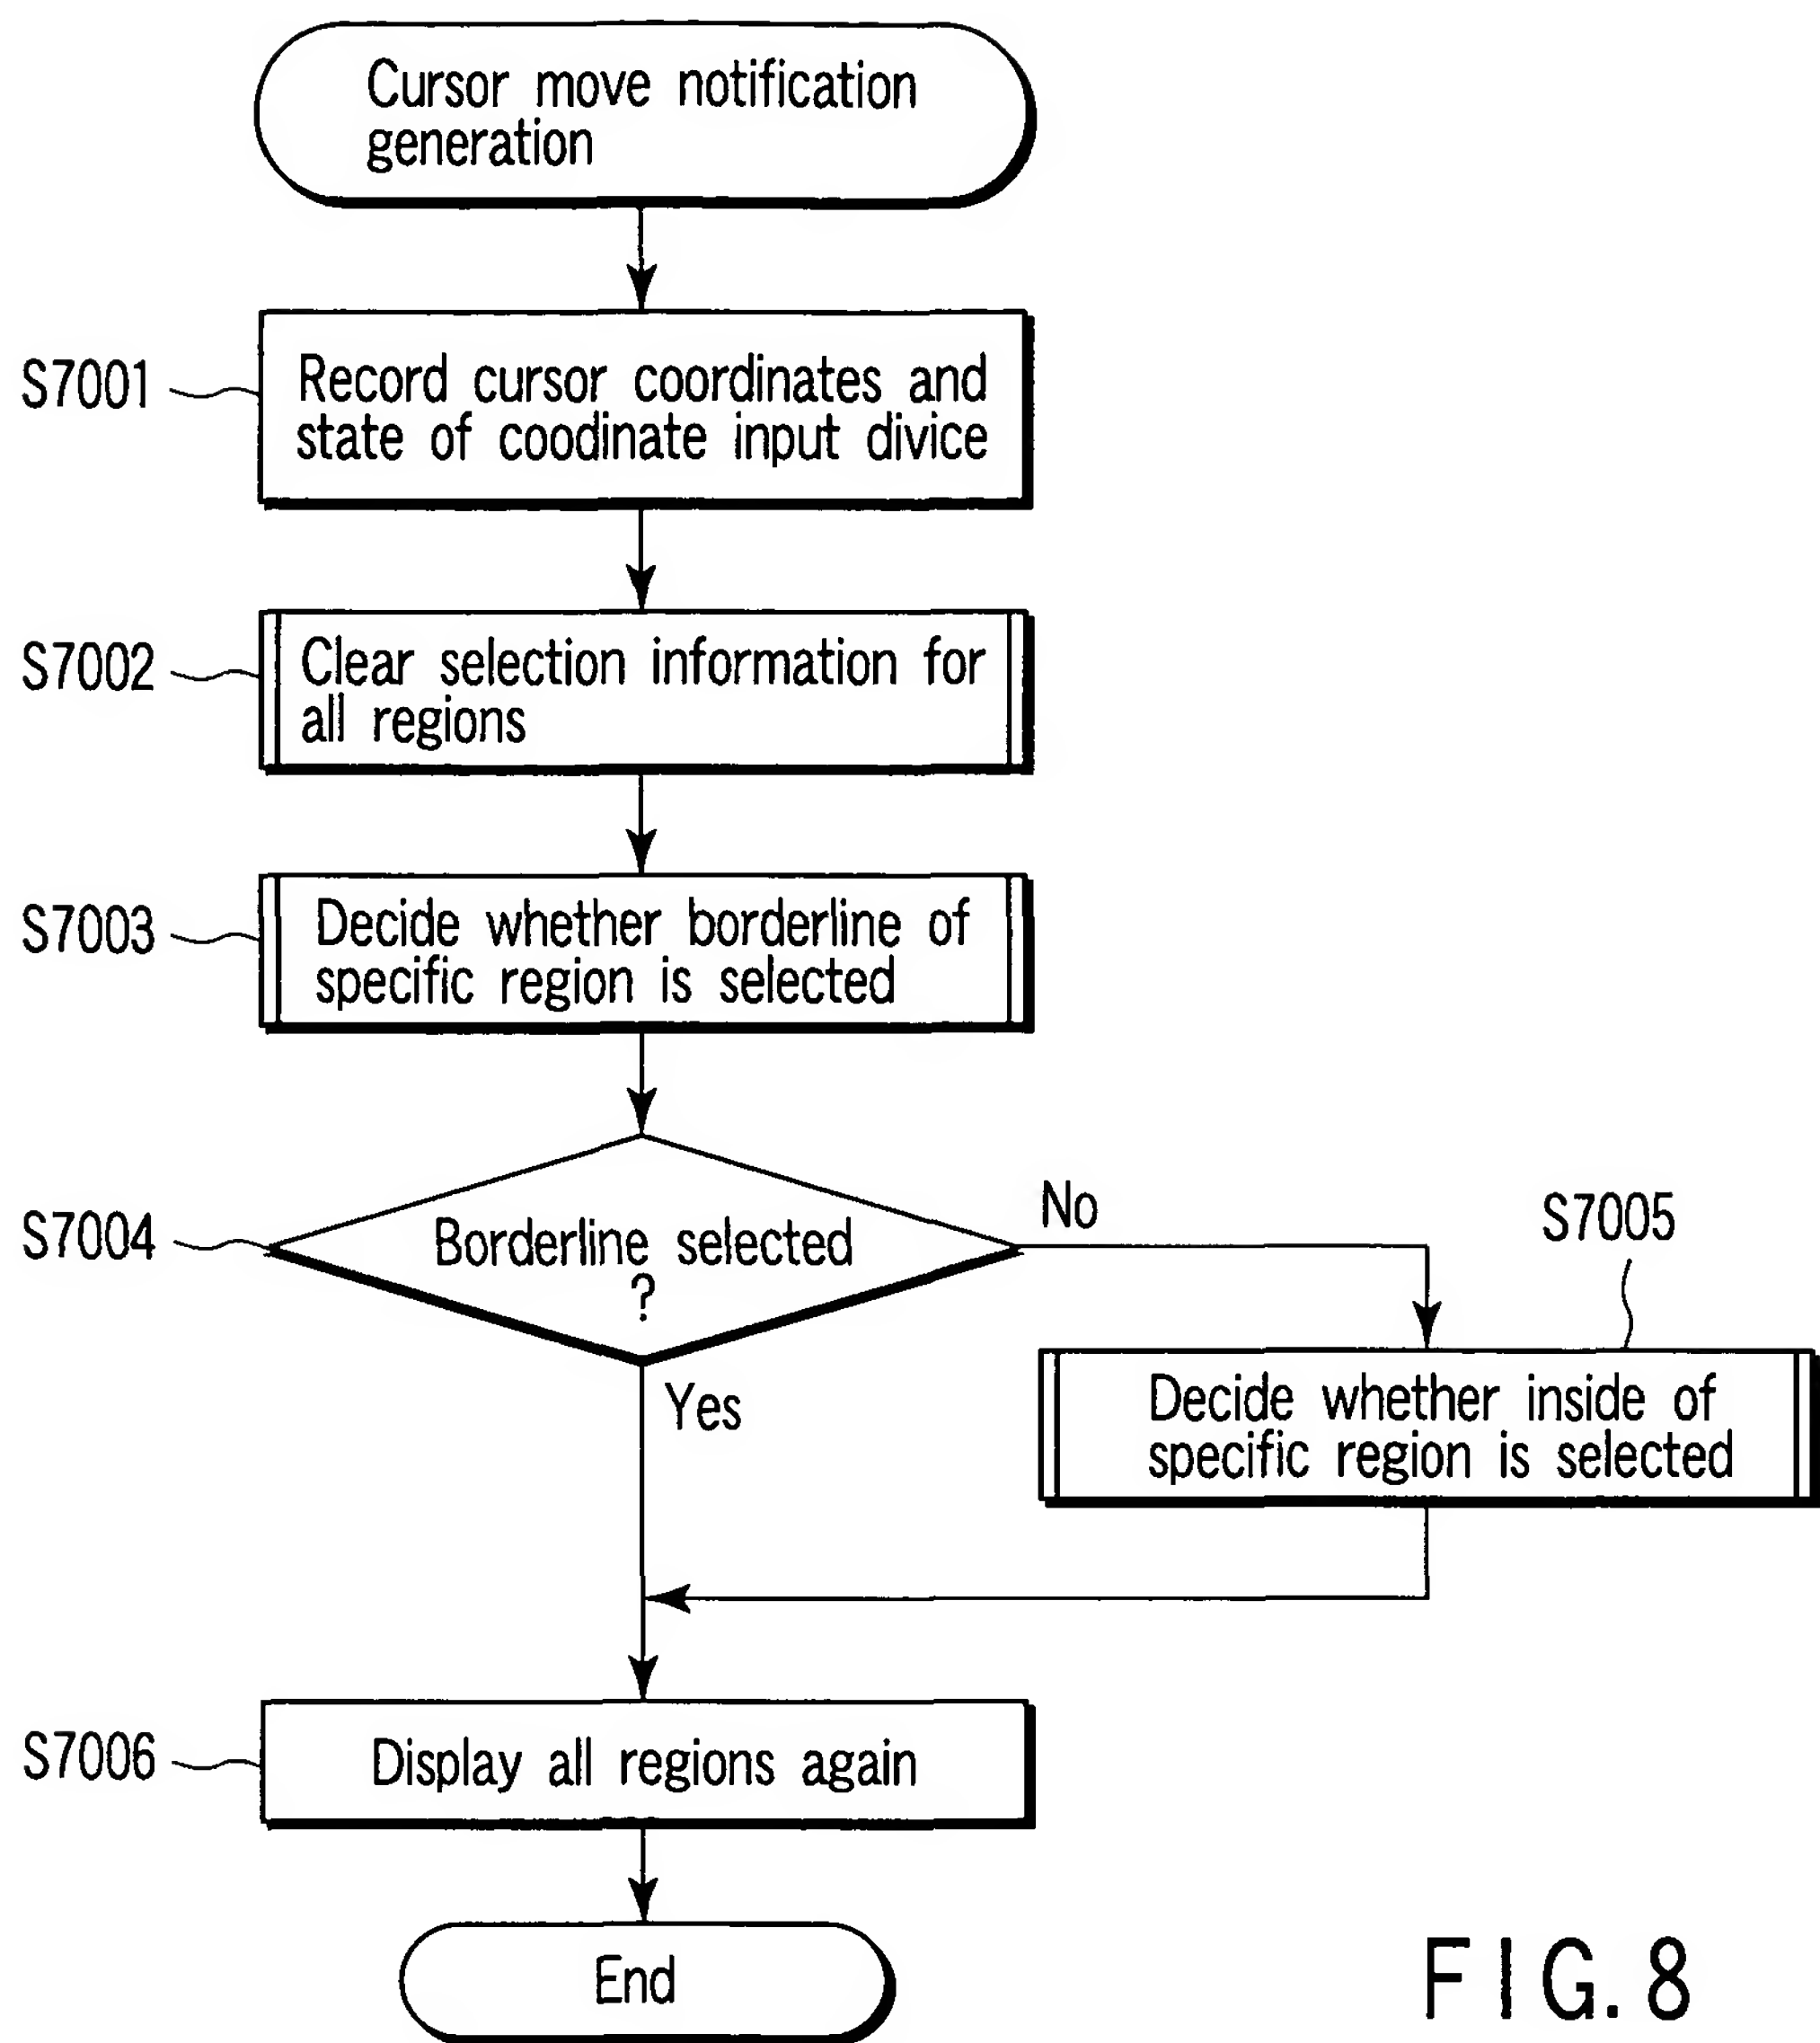 Cursor move notification
generation
S7001
Record cursor coordinates and
state of coodinate input divice
S7002
Clear selection information for
all regions
S7003
Decide whether borderline of
specific region is selected
S7004
Borderline selected
?
No
Yes
S7005
Decide whether inside of
specific region is selected
S7006
Display all regions again
End
FIG. 8